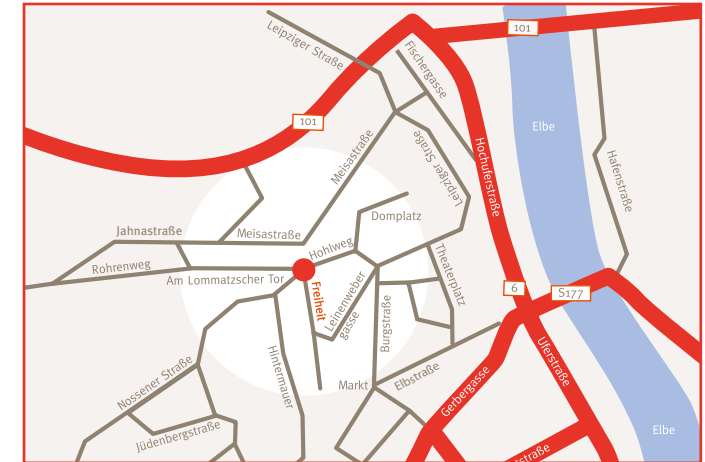 Leipziger Straße
101
Fischergasse
Elbe
101
Meisastraße
Leipziger Straße
Hochuferstraße
Hafenstraße
Domplatz
Jahnastraße
Meisastraße
Hohlweg
Rohrenweg
Am Lommatzscher Tor
Theaterplatz
Freiheit
Leinenweber
gasse
Burgstraße
6
S177
Hintermauer
Uferstraße
Nossener Straße
Markt
Elbstraße
Gerbergasse
Jüdenbergstraße
Elbe